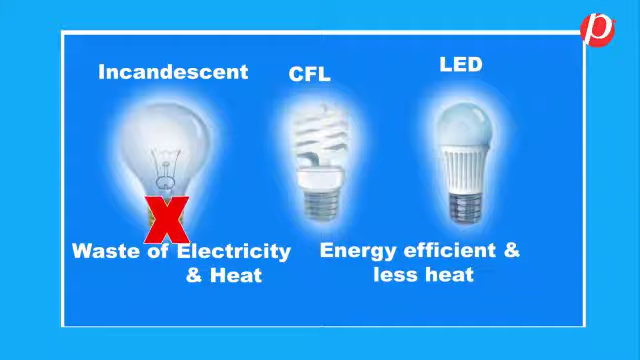 Incandescent
CFL
LED
X
Waste of Electricity
& Heat
Energy efficient &
less heat
p